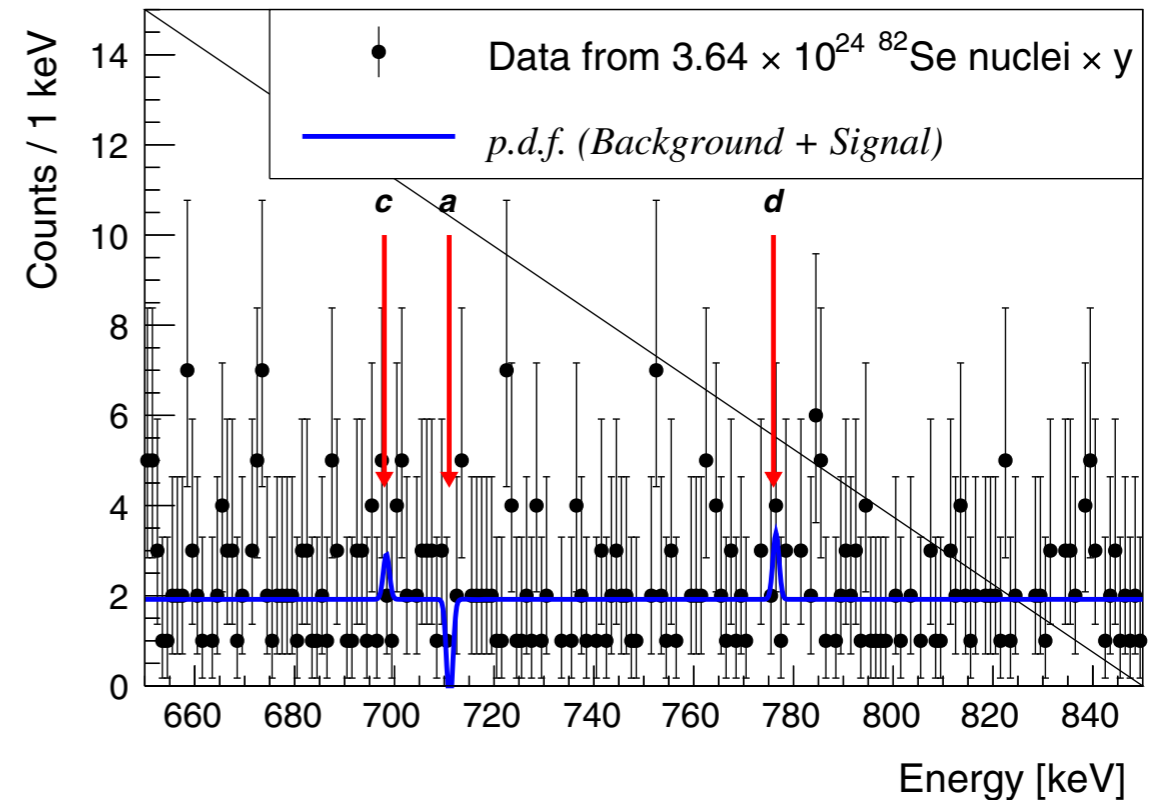 Counts / 1 keV
14
12
10
8
6
4
2
0
Data from 3.64 × 10²⁴ ⁸²Se nuclei × y
p.d.f. (Background + Signal)
c a d
660 680 700 720 740 760 780 800 820 840
Energy [keV]